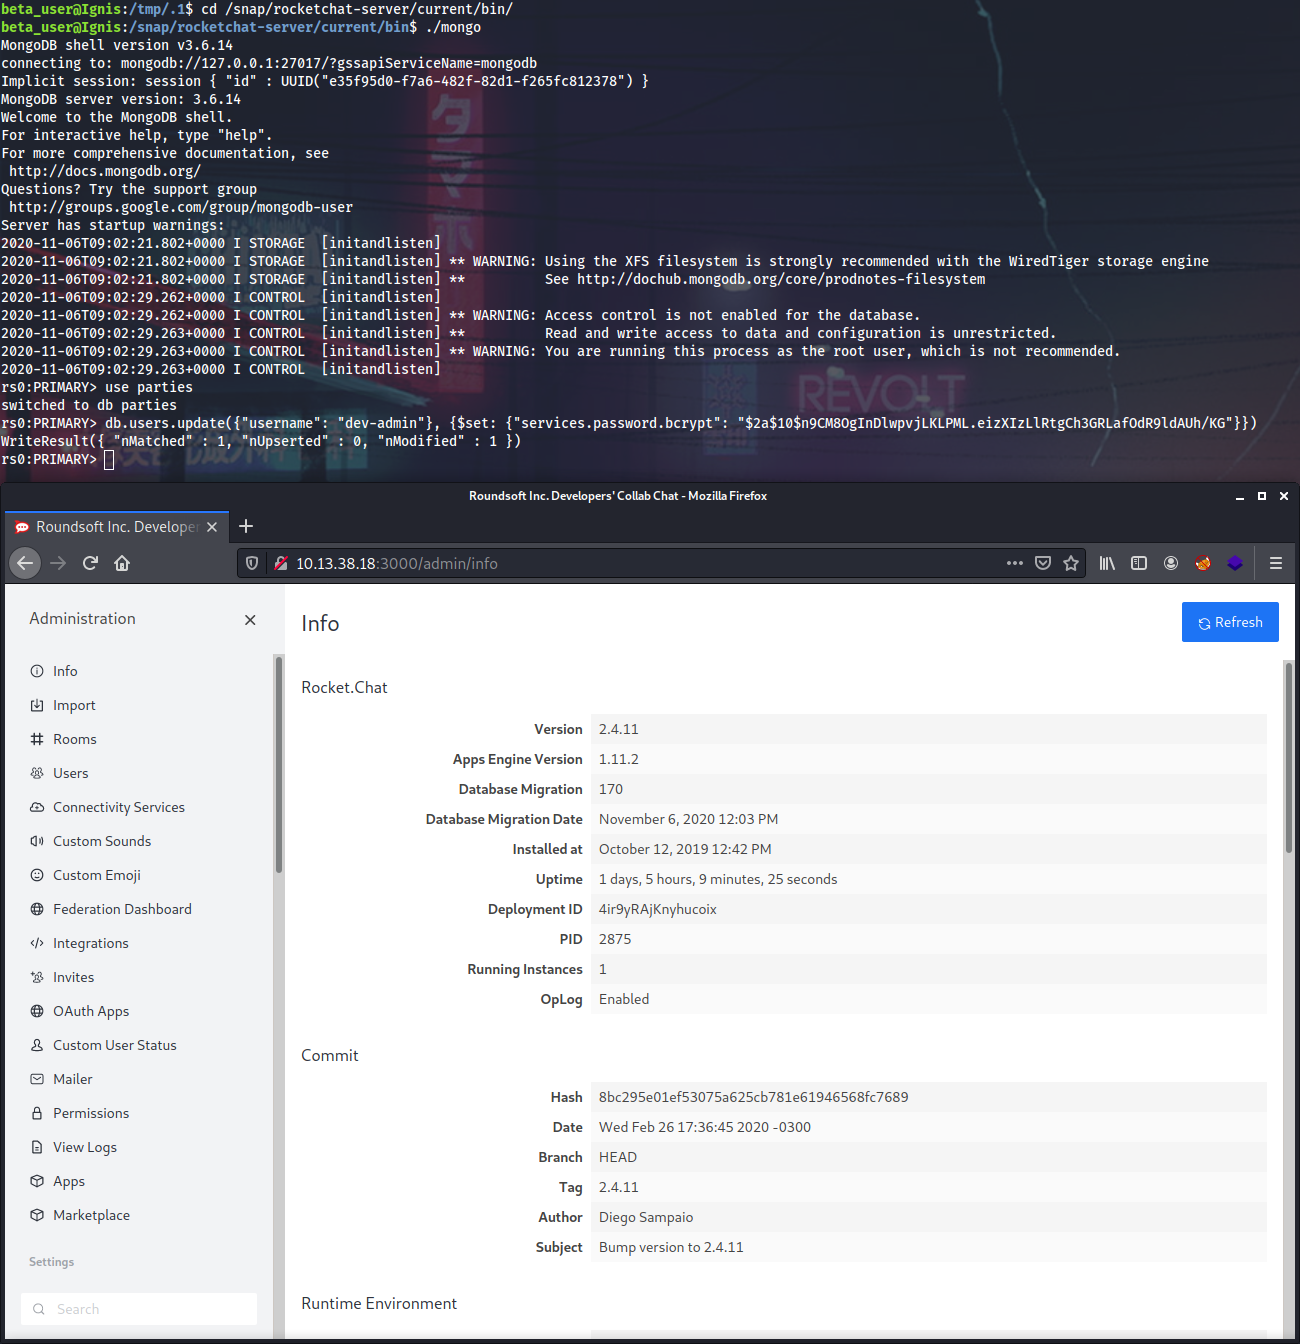 beta_user@Ignis:/tmp/.1$ cd /snap/rocketchat-server/current/bin/
beta_user@Ignis:/snap/rocketchat-server/current/bin$ ./mongo
MongoDB shell version v3.6.14
connecting to: mongodb://127.0.0.1:27017/?gssapiServiceName=mongodb
Implicit session: session { "id" : UUID("e35f95d0-f7a6-482f-82d1-f265fc812378") }
MongoDB server version: 3.6.14
Welcome to the MongoDB shell.
For interactive help, type "help".
For more comprehensive documentation, see
http://docs.mongodb.org/
Questions? Try the support group
http://groups.google.com/group/mongodb-user
Server has startup warnings:
2020-11-06T09:02:21.802+0000 I STORAGE  [initandlisten]
2020-11-06T09:02:21.802+0000 I STORAGE  [initandlisten] ** WARNING: Using the XFS filesystem is strongly recommended with the WiredTiger storage engine
2020-11-06T09:02:21.802+0000 I STORAGE  [initandlisten] **          See http://dochub.mongodb.org/core/prodnotes-filesystem
2020-11-06T09:02:29.262+0000 I CONTROL  [initandlisten]
2020-11-06T09:02:29.262+0000 I CONTROL  [initandlisten] ** WARNING: Access control is not enabled for the database.
2020-11-06T09:02:29.263+0000 I CONTROL  [initandlisten] **          Read and write access to data and configuration is unrestricted.
2020-11-06T09:02:29.263+0000 I CONTROL  [initandlisten] ** WARNING: You are running this process as the root user, which is not recommended.
2020-11-06T09:02:29.263+0000 I CONTROL  [initandlisten]
rs0:PRIMARY> use parties
switched to db parties
rs0:PRIMARY> db.users.update({"username": "dev-admin"}, {$set: {"services.password.bcrypt": "$2a$10$n9CM8OgInDlwpvjLKLPML.eizXIzLlRtgCh3GRLafOdR9ldAUh/KG"}})
WriteResult({ "nMatched" : 1, "nUpserted" : 0, "nModified" : 1 })
rs0:PRIMARY>
REVOLT
Roundsoft Inc. Developers' Collab Chat - Mozilla Firefox
Roundsoft Inc. Developer
10.13.38.18:3000/admin/info
Administration
Info
Import
Rooms
Users
Connectivity Services
Custom Sounds
Custom Emoji
Federation Dashboard
Integrations
Invites
OAuth Apps
Custom User Status
Mailer
Permissions
View Logs
Apps
Marketplace
Settings
Search
Info
Refresh
Rocket.Chat
Version 2.4.11
Apps Engine Version 1.11.2
Database Migration 170
Database Migration Date November 6, 2020 12:03 PM
Installed at October 12, 2019 12:42 PM
Uptime 1 days, 5 hours, 9 minutes, 25 seconds
Deployment ID 4ir9yRAjKnyhucoix
PID 2875
Running Instances 1
OpLog Enabled
Commit
Hash 8bc295e01ef53075a625cb781e61946568fc7689
Date Wed Feb 26 17:36:45 2020 -0300
Branch HEAD
Tag 2.4.11
Author Diego Sampaio
Subject Bump version to 2.4.11
Runtime Environment